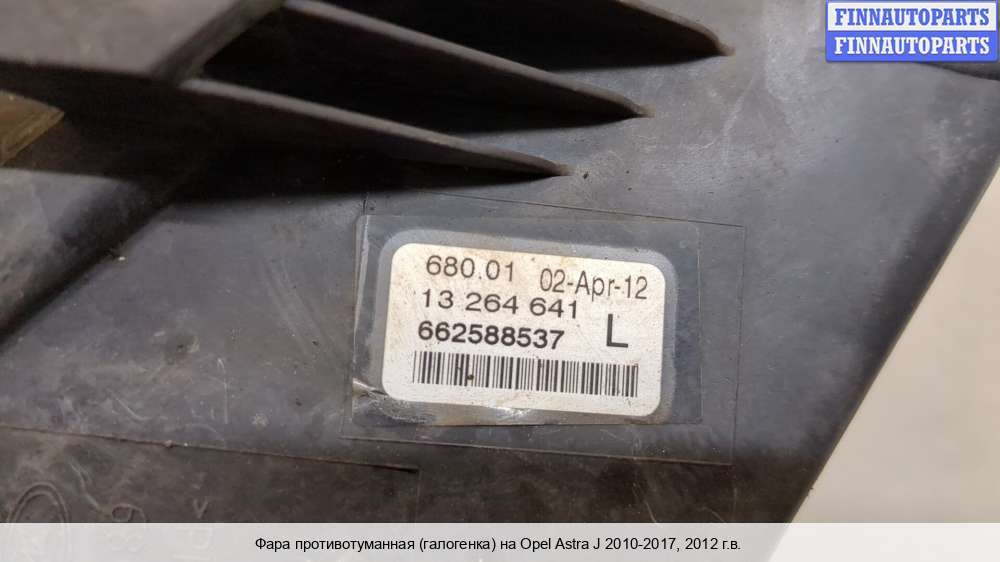 FINNAUTOPARTS
FINNAUTOPARTS
680.01 02-Apr-12
13 264 641
662588537 L
Фара противотуманная (галогенка) на Opel Astra J 2010-2017, 2012 г.в.